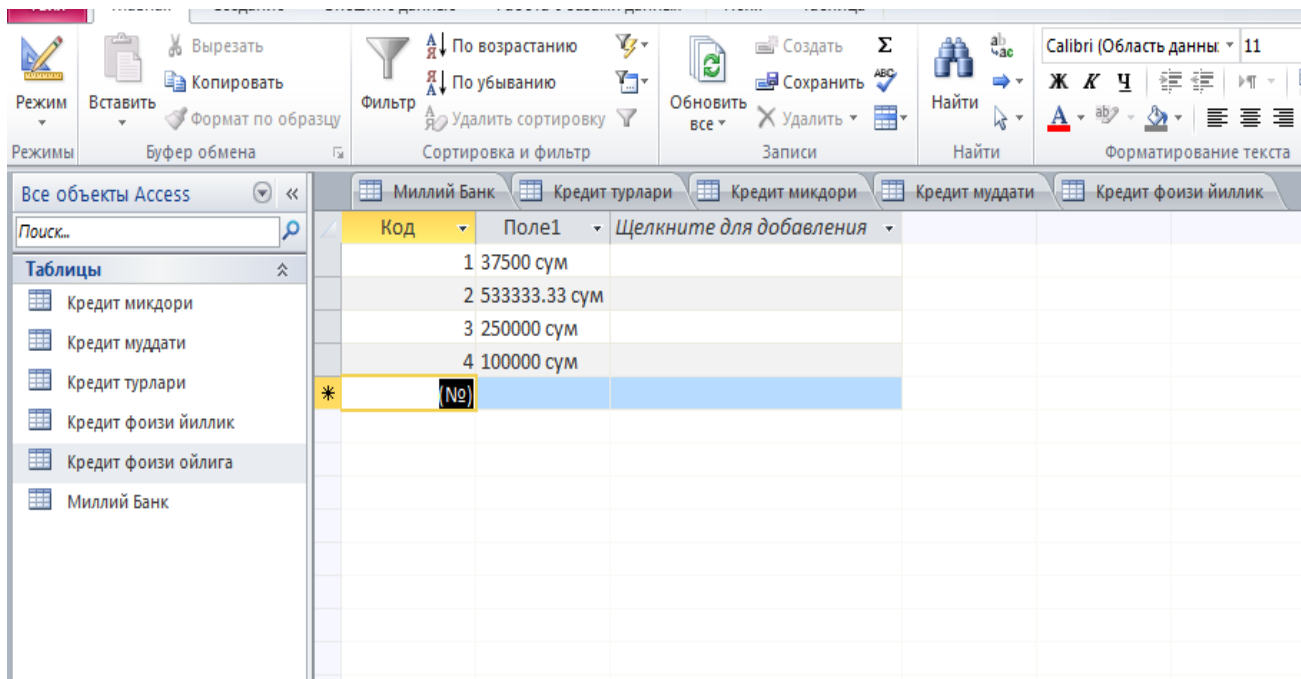 Вырезать
Копировать
Формат по образцу
Вставить
Режим
Режимы
Буфер обмена
По возрастанию
По убыванию
Удалить сортировку
Фильтр
Сортировка и фильтр
Обновить
все
Создать
Сохранить
Удалить
Σ
ABC
Записи
Найти
ab
ac
Найти
Calibri (Область данны 11
Ж К Ч
Форматирование текста
Все объекты Access «
Миллий Банк Кредит турлари Кредит микдори Кредит муддати Кредит фоизи йиллик
Поиск...
Таблицы
Кредит микдори
Кредит муддати
Кредит турлари
Кредит фоизи йиллик
Кредит фоизи ойлига
Миллий Банк
Код Поле1 Щелкните для добавления
1 37500 сум
2 533333.33 сум
3 250000 сум
4 100000 сум
(№)